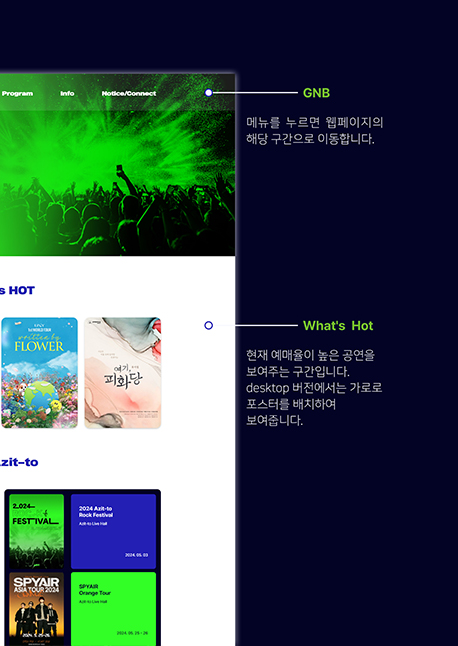 Program Info Notice/Connect
GNB
메뉴를 누르면 웹페이지의
해당 구간으로 이동합니다.
s HOT
What's Hot
written by
FLOWER
여기,
피화당
현재 예매율이 높은 공연을
보여주는 구간입니다.
desktop 버전에서는 가로로
포스터를 배치하여
보여줍니다.
zit-to
2024
FESTIVAL
2024 Azit-to
Rock Festival
Azit-to Live Hall
2024. 05. 03
SPYAIR
ASIA TOUR 2024
SPYAIR
Orange Tour
Azit-to Live Hall
2024. 05. 25 - 26